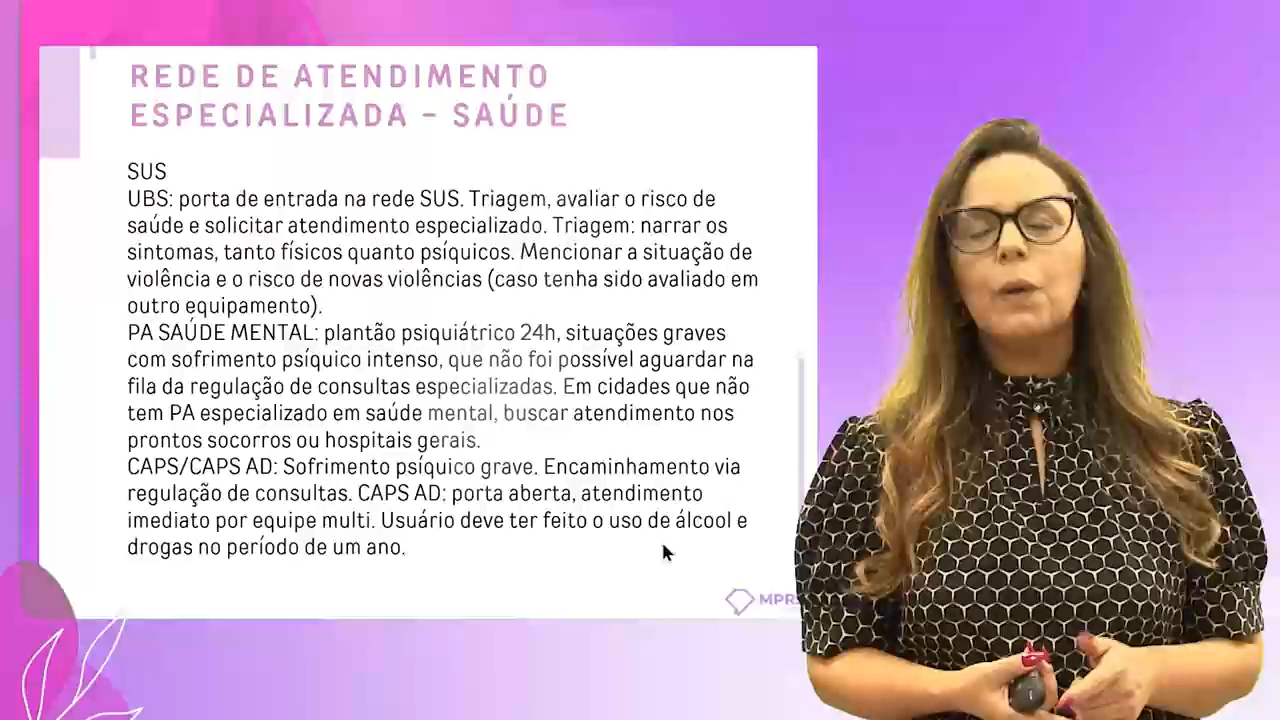 REDE DE ATENDIMENTO
ESPECIALIZADA – SAÚDE
SUS
UBS: porta de entrada na rede SUS. Triagem, avaliar o risco de
saúde e solicitar atendimento especializado. Triagem: narrar os
sintomas, tanto físicos quanto psíquicos. Mencionar a situação de
violência e o risco de novas violências (caso tenha sido avaliado em
outro equipamento).
PA SAÚDE MENTAL: plantão psiquiátrico 24h, situações graves
com sofrimento psíquico intenso, que não foi possível aguardar na
fila da regulação de consultas especializadas. Em cidades que não
tem PA especializado em saúde mental, buscar atendimento nos
prontos socorros ou hospitais gerais.
CAPS/CAPS AD: Sofrimento psíquico grave. Encaminhamento via
regulação de consultas. CAPS AD: porta aberta, atendimento
imediato por equipe multi. Usuário deve ter feito o uso de álcool e
drogas no período de um ano.